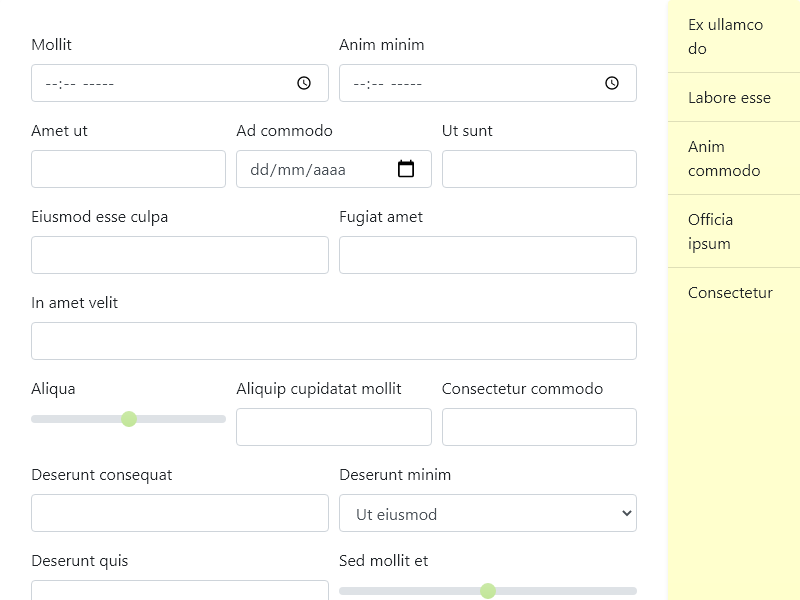 Mollit
Anim minim
--:-- -----
--:-- -----
Amet ut
Ad commodo
Ut sunt
dd/mm/aaaa
Eiusmod esse culpa
Fugiat amet
In amet velit
Aliqua
Aliquip cupidatat mollit
Consectetur commodo
Deserunt consequat
Deserunt minim
Ut eiusmod
Deserunt quis
Sed mollit et
Ex ullamco
do
Labore esse
Anim
commodo
Officia
ipsum
Consectetur